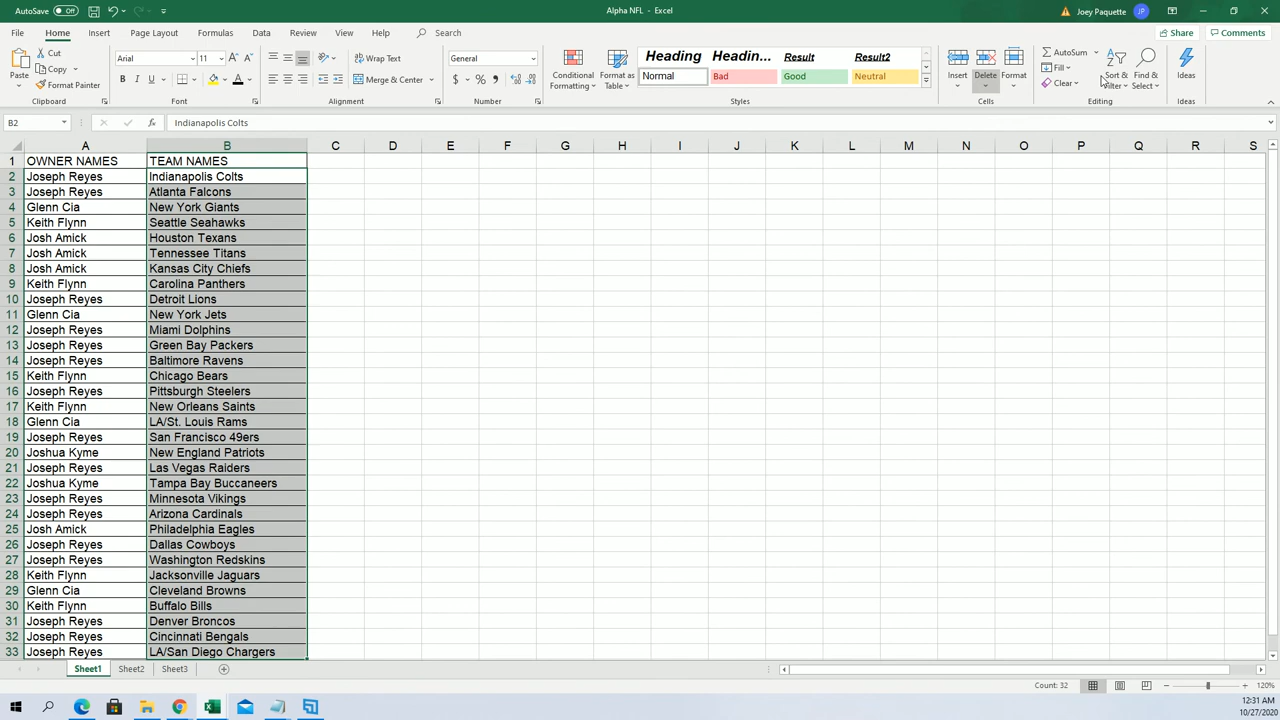 AutoSave Off
Alpha NFL - Excel
Joey Paquette JP
File Home Insert Page Layout Formulas Data Review View Help Search
Share Comments
Paste Cut Copy Format Painter
Clipboard
Arial 11 A A
B I U
Font
Wrap Text
Merge & Center
Alignment
General
$ % ,
Number
Conditional Formatting
Format as Table
Heading Headin... Result Result2
Normal Bad Good Neutral
Styles
Insert Delete Format
Cells
AutoSum
Fill
Clear
Sort & Filter
Find & Select
Editing
Ideas
Ideas
B2 fx Indianapolis Colts
A B C D E F G H I J K L M N O P Q R S
1 OWNER NAMES TEAM NAMES
2 Joseph Reyes Indianapolis Colts
3 Joseph Reyes Atlanta Falcons
4 Glenn Cia New York Giants
5 Keith Flynn Seattle Seahawks
6 Josh Amick Houston Texans
7 Josh Amick Tennessee Titans
8 Josh Amick Kansas City Chiefs
9 Keith Flynn Carolina Panthers
10 Joseph Reyes Detroit Lions
11 Glenn Cia New York Jets
12 Joseph Reyes Miami Dolphins
13 Joseph Reyes Green Bay Packers
14 Joseph Reyes Baltimore Ravens
15 Keith Flynn Chicago Bears
16 Joseph Reyes Pittsburgh Steelers
17 Keith Flynn New Orleans Saints
18 Glenn Cia LA/St. Louis Rams
19 Joseph Reyes San Francisco 49ers
20 Joshua Kyme New England Patriots
21 Joseph Reyes Las Vegas Raiders
22 Joshua Kyme Tampa Bay Buccaneers
23 Joseph Reyes Minnesota Vikings
24 Joseph Reyes Arizona Cardinals
25 Josh Amick Philadelphia Eagles
26 Joseph Reyes Dallas Cowboys
27 Joseph Reyes Washington Redskins
28 Keith Flynn Jacksonville Jaguars
29 Glenn Cia Cleveland Browns
30 Keith Flynn Buffalo Bills
31 Joseph Reyes Denver Broncos
32 Joseph Reyes Cincinnati Bengals
33 Joseph Reyes LA/San Diego Chargers
Sheet1 Sheet2 Sheet3
Count: 32 120%
12:31 AM
10/27/2020